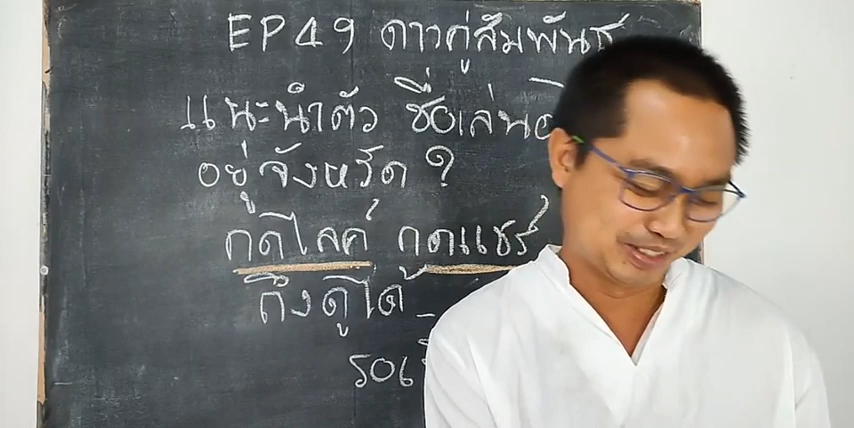 EP 49 ดาวคู่สัมพันธ์
แนะนำตัว ชื่อเล่น
อยู่จังหวัด ?
กดไลค์ กดแชร์
ถึงดูได้